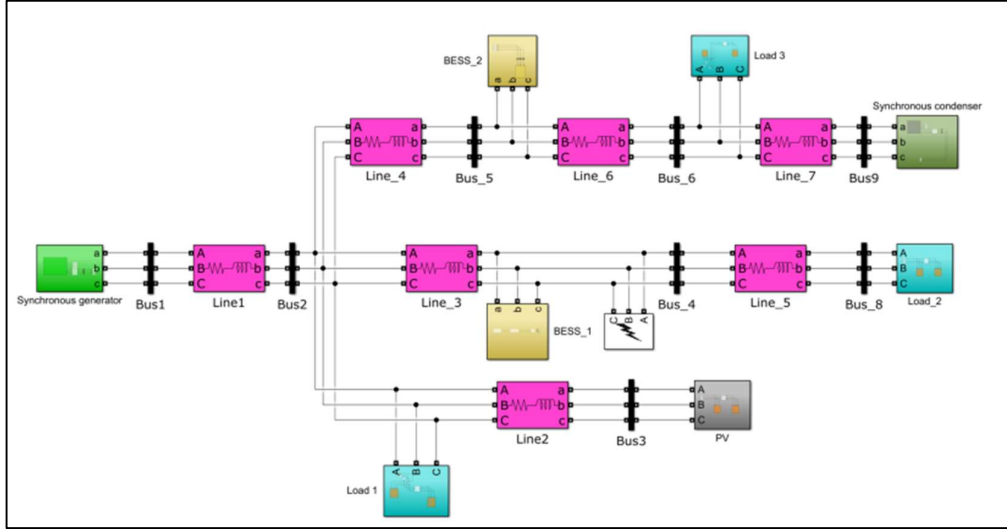 BESS_2
a b c
Load 3
A B C
Synchronous condenser
a
b
c
A a
B b
C c
Line_4
Bus_5
A a
B b
C c
Line_6
Bus_6
A a
B b
C c
Line_7
Bus9
a
b
c
Synchronous generator
Bus1
A a
B b
C c
Line1
Bus2
A a
B b
C c
Line_3
a b c
BESS_1
C B A
Bus_4
A a
B b
C c
Line_5
Bus_8
A
B
C
Load_2
A a
B b
C c
Line2
Bus3
A
B
C
PV
A B C
Load 1